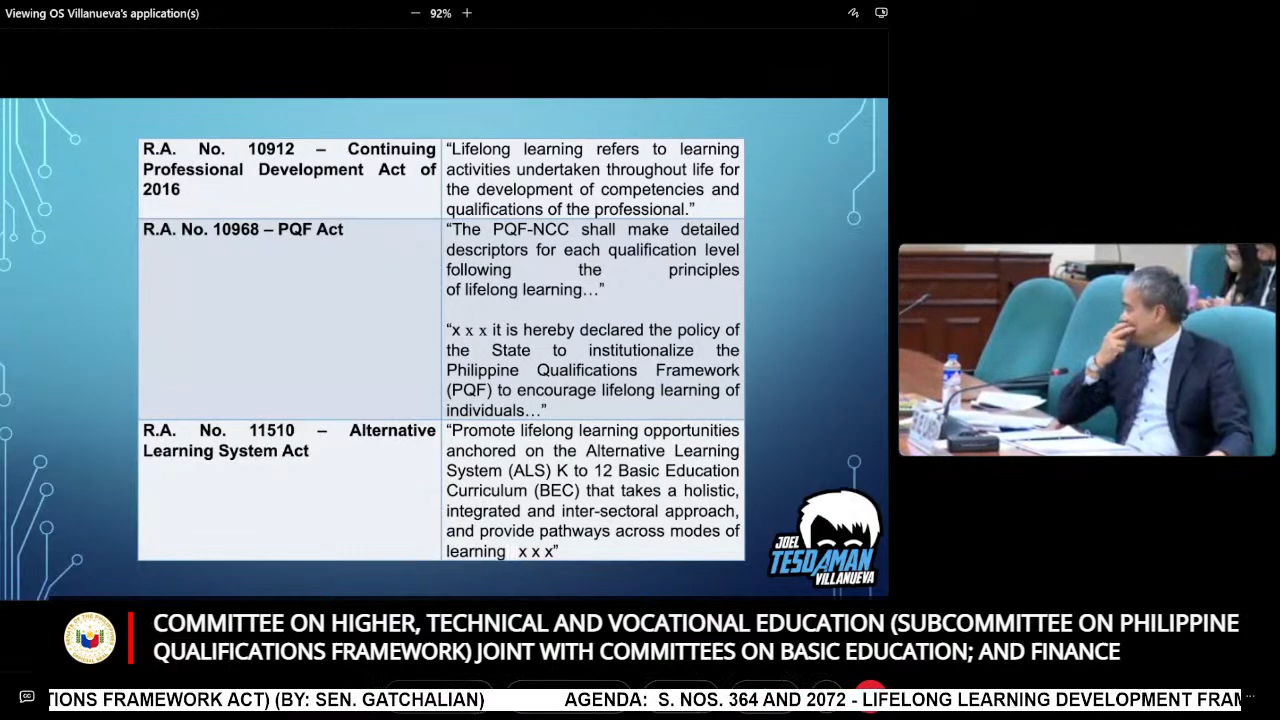 Viewing OS Villanueva's application(s)
92%
R.A. No. 10912 – Continuing
Professional Development Act of
2016
“Lifelong learning refers to learning
activities undertaken throughout life for
the development of competencies and
qualifications of the professional.”
R.A. No. 10968 – PQF Act
“The PQF-NCC shall make detailed
descriptors for each qualification level
following the principles
of lifelong learning…”
“x x x it is hereby declared the policy of
the State to institutionalize the
Philippine Qualifications Framework
(PQF) to encourage lifelong learning of
individuals…”
R.A. No. 11510 – Alternative
Learning System Act
“Promote lifelong learning opportunities
anchored on the Alternative Learning
System (ALS) K to 12 Basic Education
Curriculum (BEC) that takes a holistic,
integrated and inter-sectoral approach,
and provide pathways across modes of
learning x x x”
JOEL
TESDAMAN
VILLANUEVA
COMMITTEE ON HIGHER, TECHNICAL AND VOCATIONAL EDUCATION (SUBCOMMITTEE ON PHILIPPINE
QUALIFICATIONS FRAMEWORK) JOINT WITH COMMITTEES ON BASIC EDUCATION; AND FINANCE
TIONS FRAMEWORK ACT) (BY: SEN. GATCHALIAN) AGENDA: S. NOS. 364 AND 2072 - LIFELONG LEARNING DEVELOPMENT FRAM